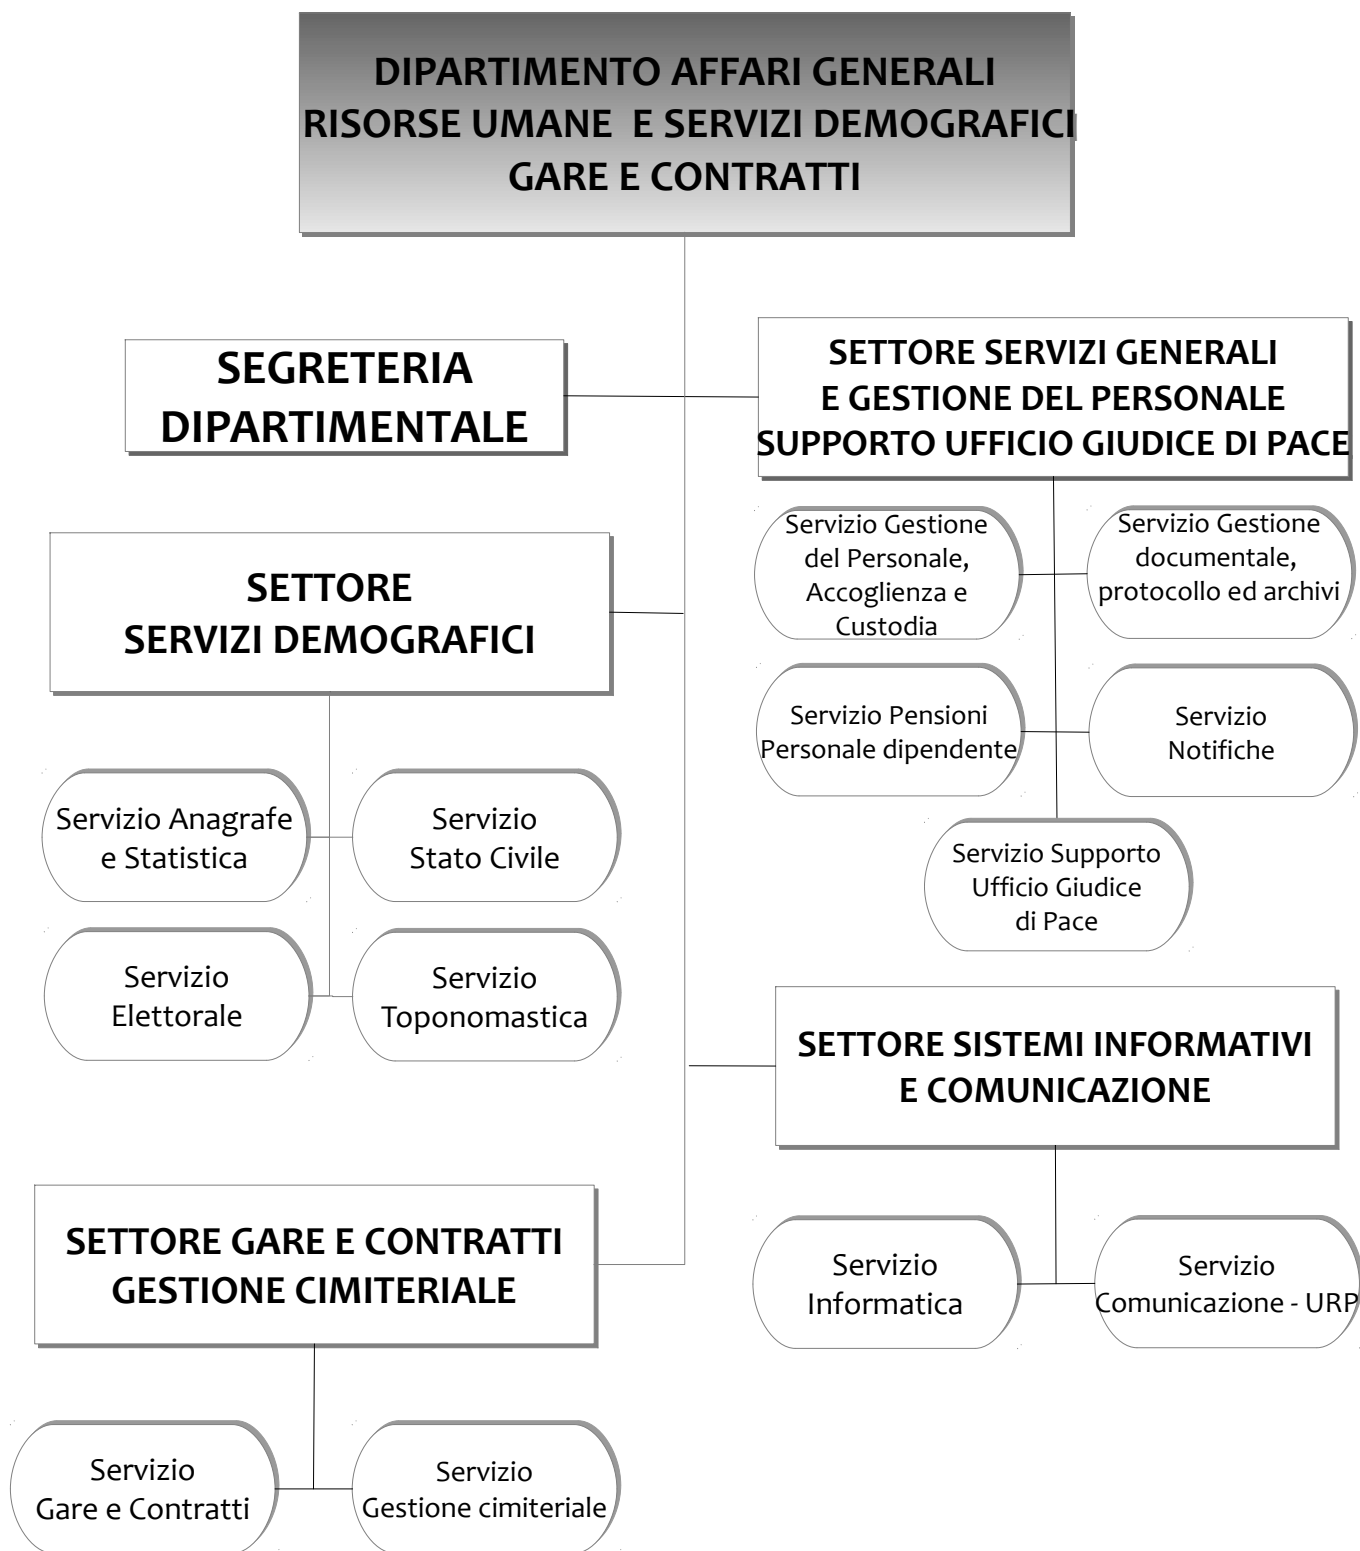 DIPARTIMENTO AFFARI GENERALI
RISORSE UMANE E SERVIZI DEMOGRAFICI
GARE E CONTRATTI
SEGRETERIA
DIPARTIMENTALE
SETTORE SERVIZI GENERALI
E GESTIONE DEL PERSONALE
SUPPORTO UFFICIO GIUDICE DI PACE
Servizio Gestione
del Personale,
Accoglienza e
Custodia
Servizio Gestione
documentale,
protocollo ed archivi
Servizio Pensioni
Personale dipendente
Servizio
Notifiche
Servizio Supporto
Ufficio Giudice
di Pace
SETTORE
SERVIZI DEMOGRAFICI
Servizio Anagrafe
e Statistica
Servizio
Stato Civile
Servizio
Elettorale
Servizio
Toponomastica
SETTORE SISTEMI INFORMATIVI
E COMUNICAZIONE
Servizio
Informatica
Servizio
Comunicazione - URP
SETTORE GARE E CONTRATTI
GESTIONE CIMITERIALE
Servizio
Gare e Contratti
Servizio
Gestione cimiteriale